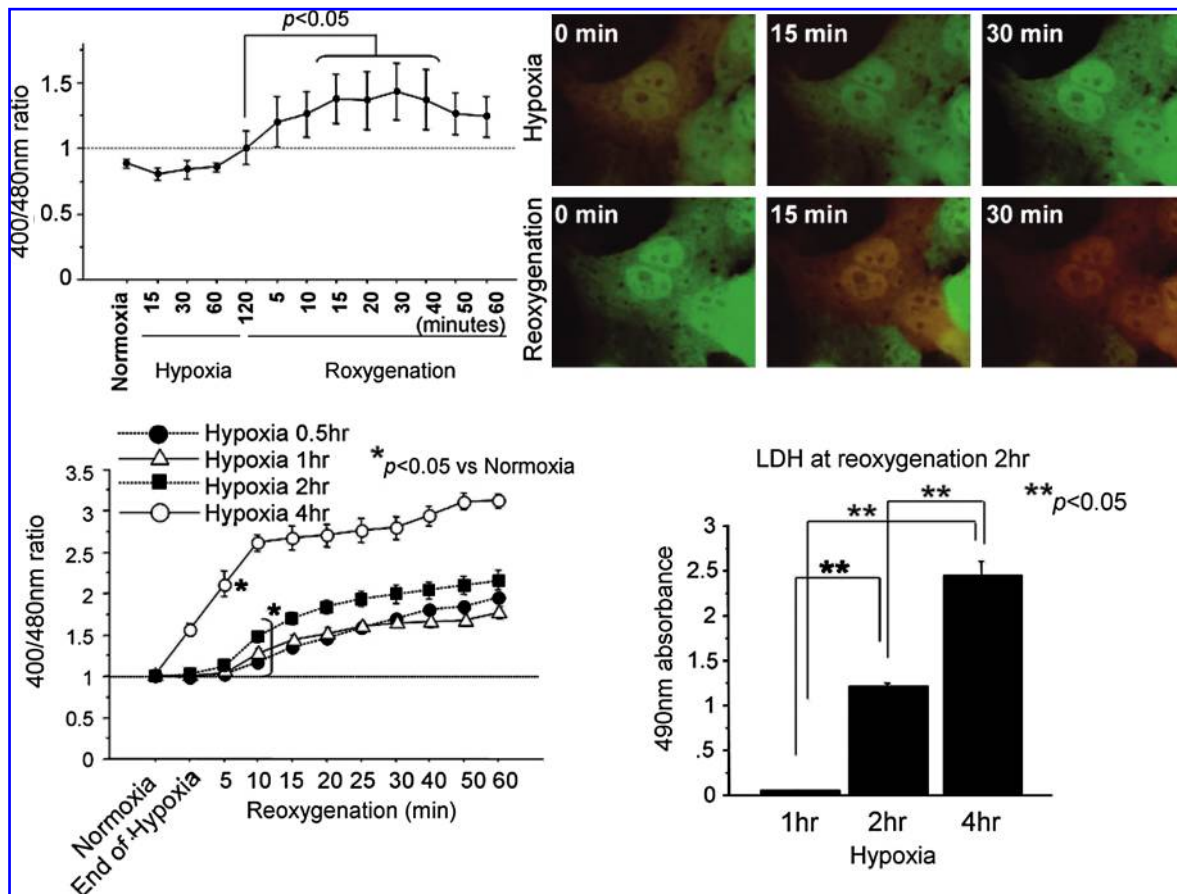 p<0.05
400/480nm ratio
1.5
1
0.5
0
Normoxia
15
30
60
120
5
10
15
20
30
40
50
60
(minutes)
Hypoxia
Roxygenation
Hypoxia
0 min
15 min
30 min
Reoxygenation
0 min
15 min
30 min
Hypoxia 0.5hr
Hypoxia 1hr
Hypoxia 2hr
Hypoxia 4hr
*p<0.05 vs Normoxia
400/480nm ratio
3.5
3
2.5
2
1.5
1
0.5
0
*
*
Normoxia
End of Hypoxia
5
10
15
20
25
30
40
50
60
Reoxygenation (min)
LDH at reoxygenation 2hr
**p<0.05
490nm absorbance
3
2.5
2
1.5
1
.5
0
**
**
**
1hr
2hr
4hr
Hypoxia